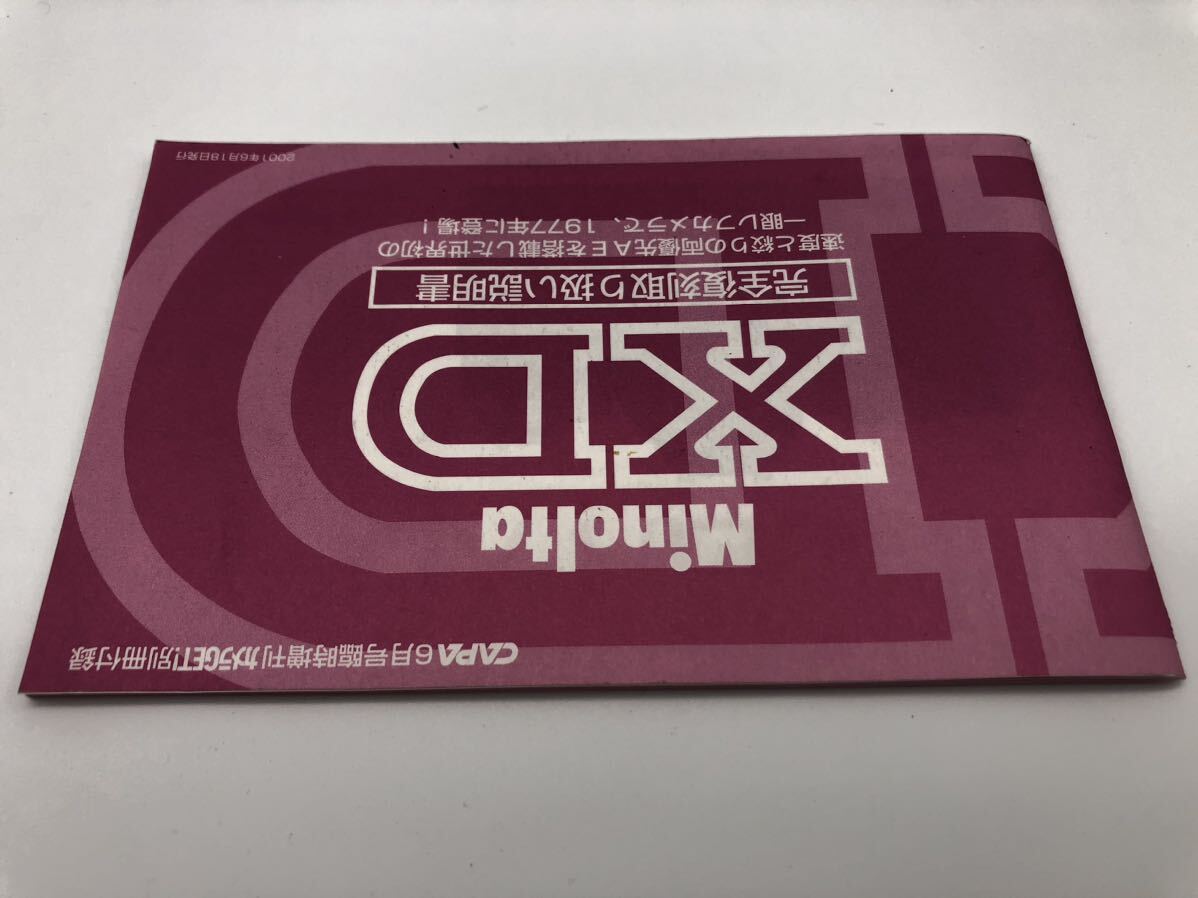 CAPA6月号臨時増刊カメラGET!別冊付録
Minolta
XD
完全復刻取り扱い説明書
速度と絞りの両優先AEを搭載した世界初の
一眼レフカメラで、1977年に登場!
2001年6月18日発行